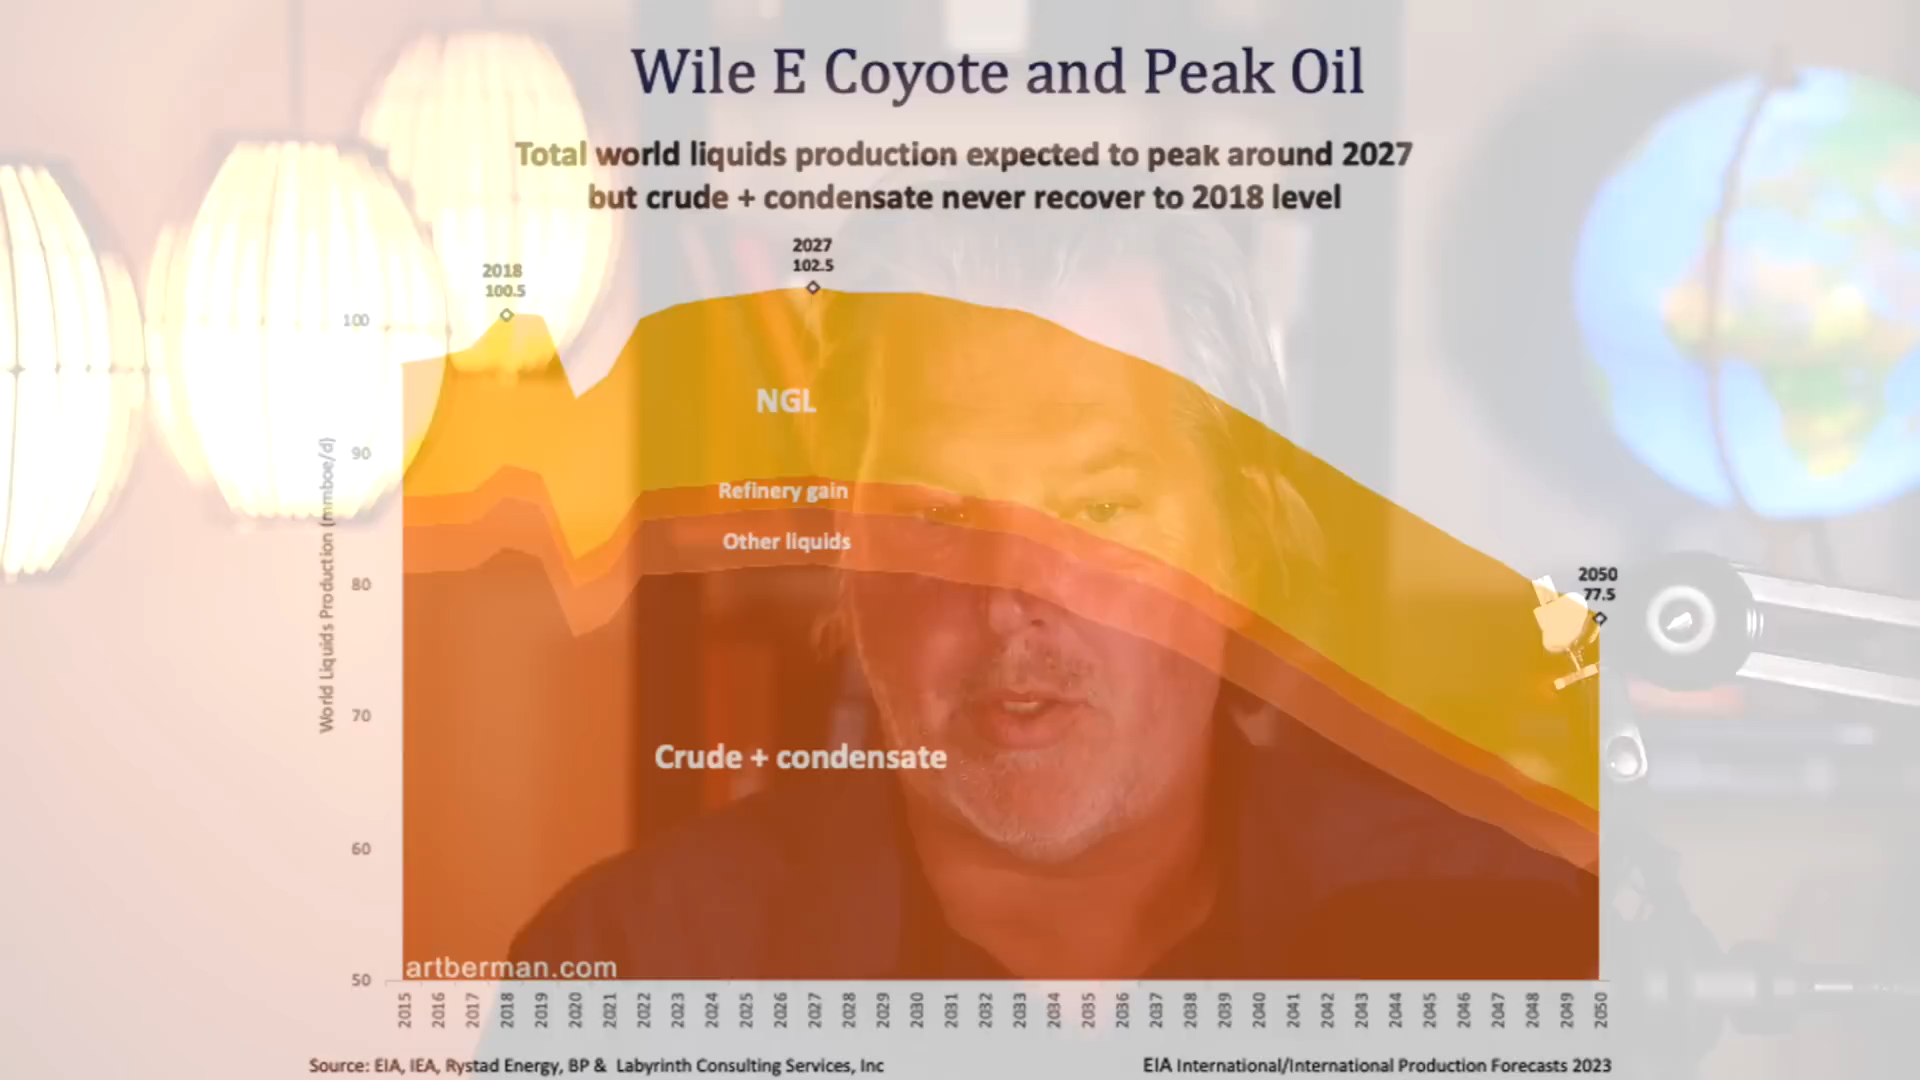 Wile E Coyote and Peak Oil
Total world liquids production expected to peak around 2027
but crude + condensate never recover to 2018 level
2018
100.5
2027
102.5
2050
77.5
World Liquids Production (mmboe/d)
100
90
80
70
60
50
NGL
Refinery gain
Other liquids
Crude + condensate
artberman.com
2015 2016 2017 2018 2019 2020 2021 2022 2023 2024 2025 2026 2027 2028 2029 2030 2031 2032 2033 2034 2035 2036 2037 2038 2039 2040 2041 2042 2043 2044 2045 2046 2047 2048 2049 2050
Source: EIA, IEA, Rystad Energy, BP & Labyrinth Consulting Services, Inc
EIA International/International Production Forecasts 2023